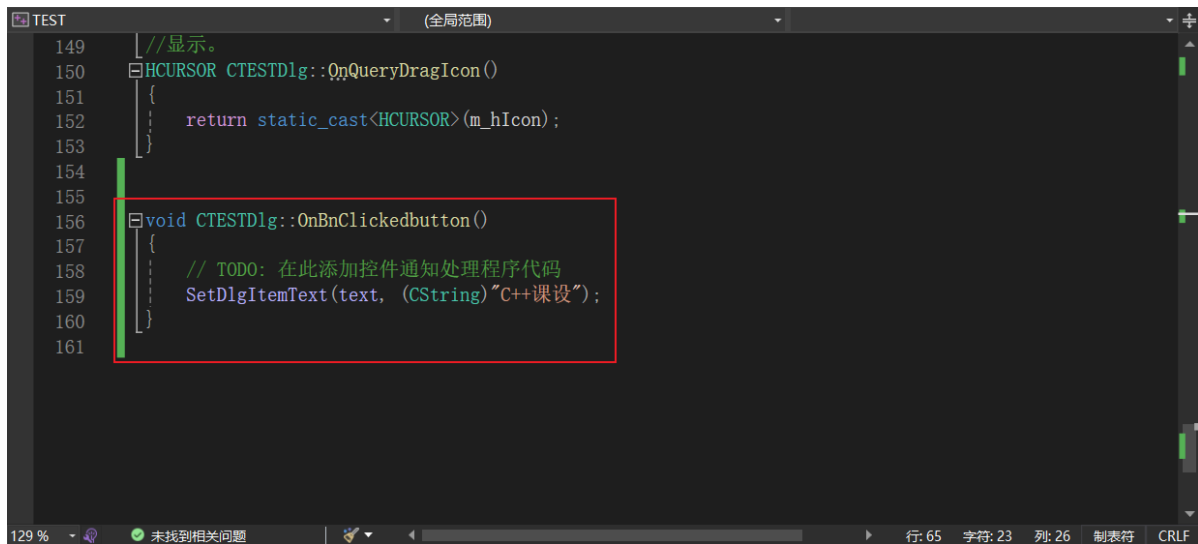 TEST (全局范围)
149 //显示。
150 HCURSOR CTESTDlg::OnQueryDragIcon()
151 {
152 return static_cast<HCURSOR>(m_hIcon);
153 }
154
155
156 void CTESTDlg::OnBnClickedbutton()
157 {
158 // TODO: 在此添加控件通知处理程序代码
159 SetDlgItemText(text, (CString)"C++课设");
160 }
161
129 % 未找到相关问题 行: 65 字符: 23 列: 26 制表符 CRLF